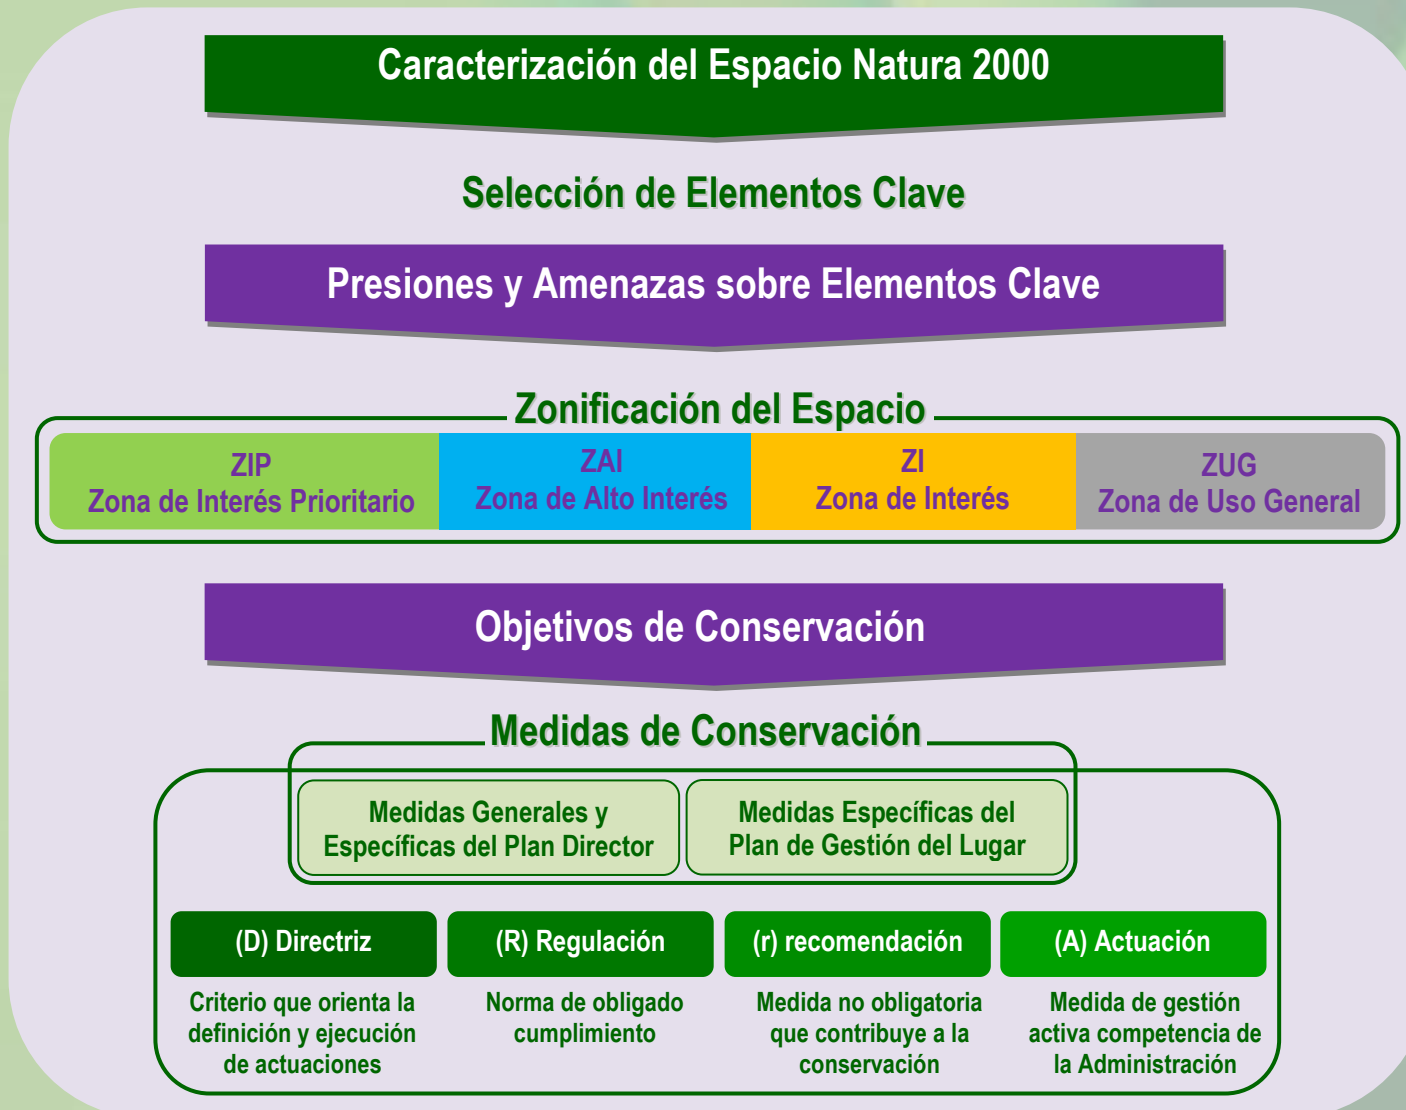 Caracterización del Espacio Natura 2000
Selección de Elementos Clave
Presiones y Amenazas sobre Elementos Clave
Zonificación del Espacio
ZIP
Zona de Interés Prioritario
ZAI
Zona de Alto Interés
ZI
Zona de Interés
ZUG
Zona de Uso General
Objetivos de Conservación
Medidas de Conservación
Medidas Generales y
Específicas del Plan Director
Medidas Específicas del
Plan de Gestión del Lugar
(D) Directriz
Criterio que orienta la
definición y ejecución
de actuaciones
(R) Regulación
Norma de obligado
cumplimiento
(r) recomendación
Medida no obligatoria
que contribuye a la
conservación
(A) Actuación
Medida de gestión
activa competencia de
la Administración